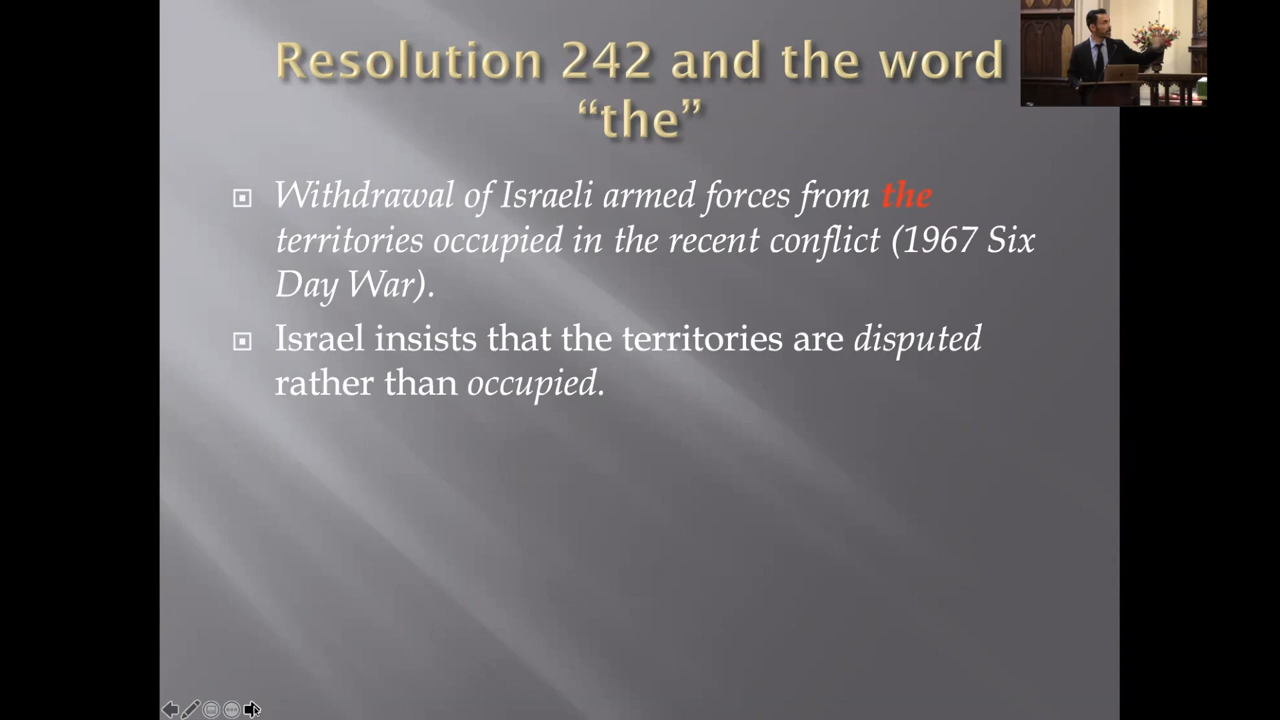 Resolution 242 and the word
“the”
Withdrawal of Israeli armed forces from the
territories occupied in the recent conflict (1967 Six
Day War).
Israel insists that the territories are disputed
rather than occupied.